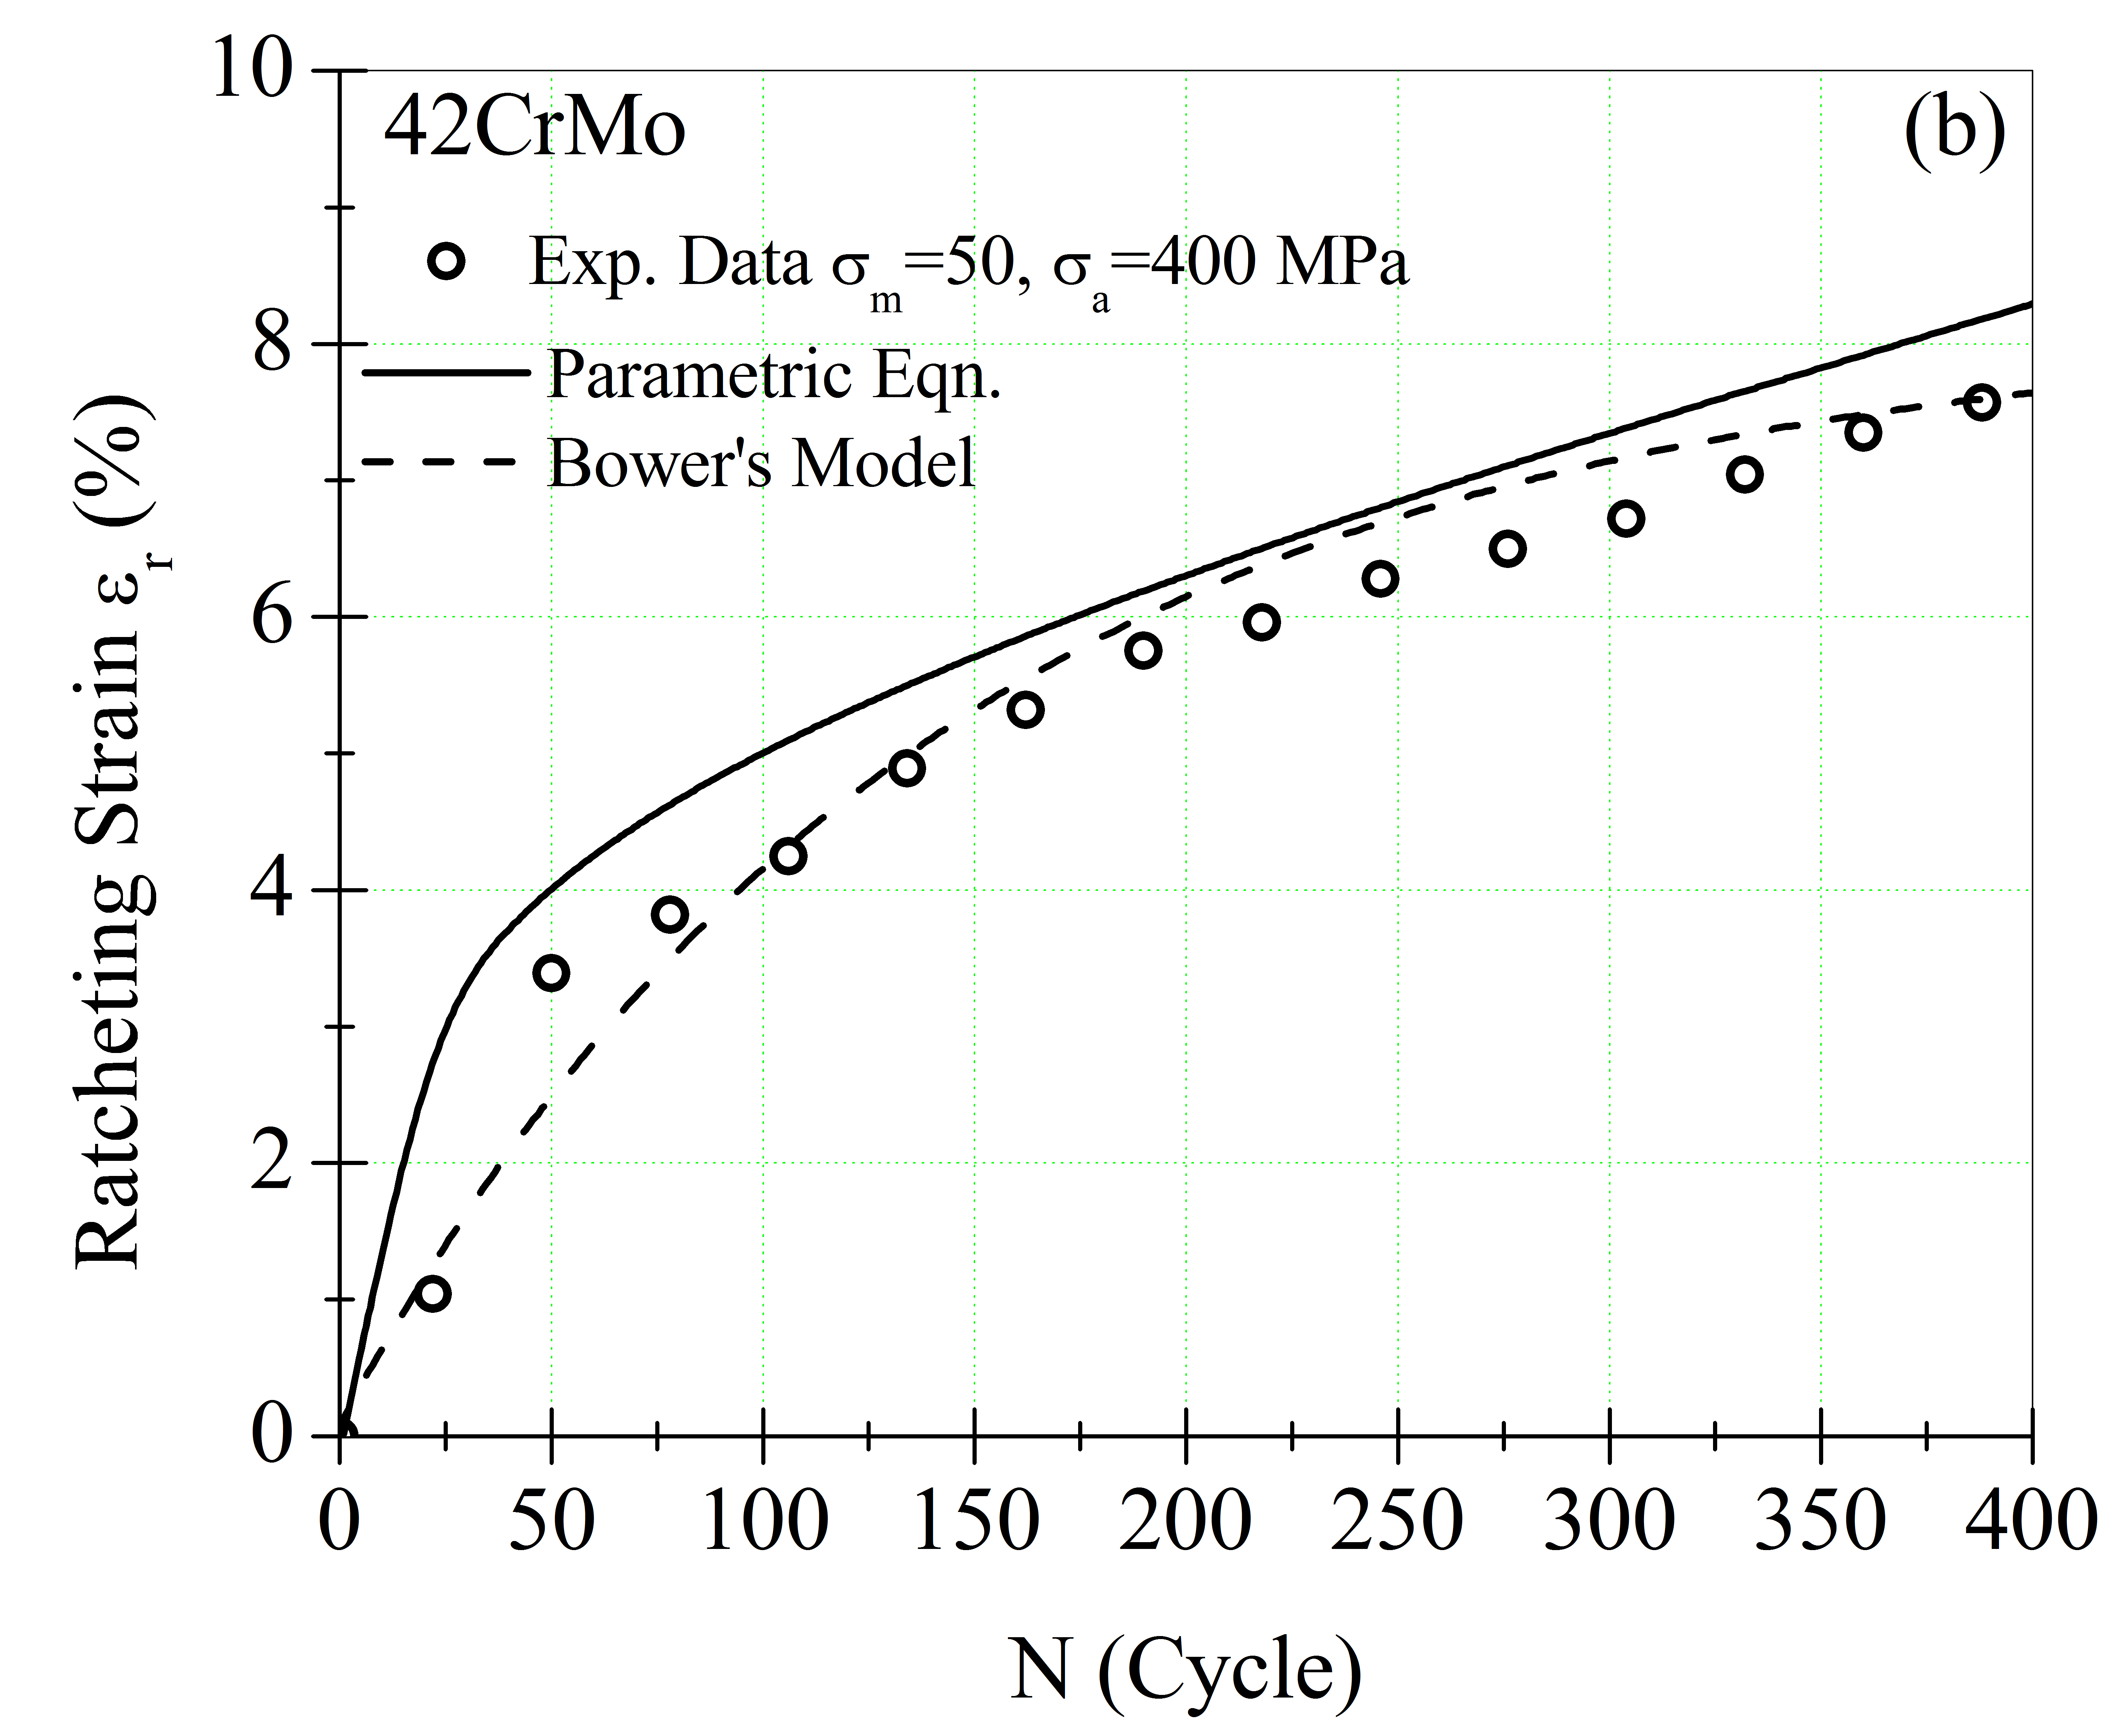 10
42CrMo
(b)
Exp. Data σm=50, σa=400 MPa
8
Parametric Eqn.
Bower's Model
6
4
2
0
Ratcheting Strain εr (%)
0 50 100 150 200 250 300 350 400
N (Cycle)